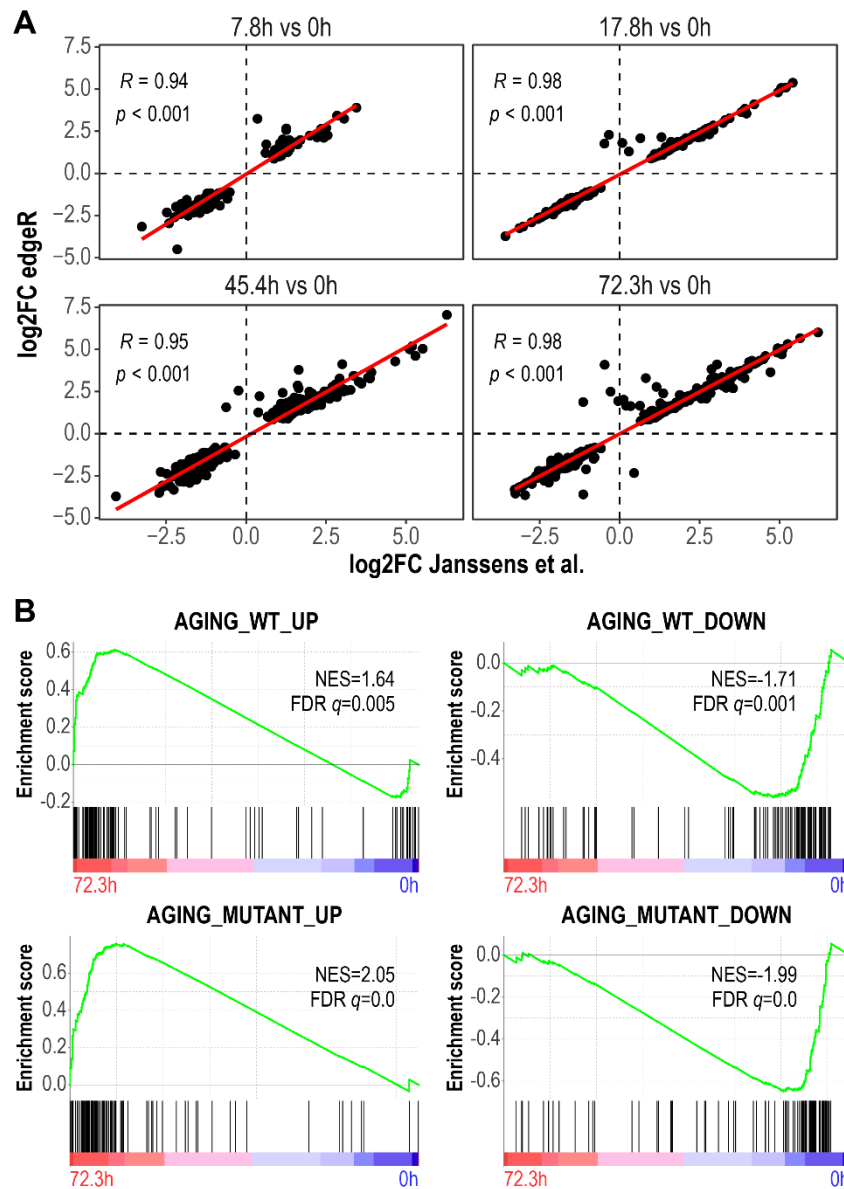 A
7.8h vs 0h
17.8h vs 0h
7.5
5.0
2.5
0.0
-2.5
-5.0
R = 0.94
p < 0.001
R = 0.98
p < 0.001
log2FC edgeR
45.4h vs 0h
72.3h vs 0h
7.5
5.0
2.5
0.0
-2.5
-5.0
R = 0.95
p < 0.001
R = 0.98
p < 0.001
-2.5 0.0 2.5 5.0
-2.5 0.0 2.5 5.0
log2FC Janssens et al.
B
AGING_WT_UP
Enrichment score
0.6
0.4
0.2
0.0
-0.2
NES=1.64
FDR q=0.005
72.3h
0h
AGING_WT_DOWN
Enrichment score
0.0
-0.2
-0.4
NES=-1.71
FDR q=0.001
72.3h
0h
AGING_MUTANT_UP
Enrichment score
0.6
0.4
0.2
0.0
NES=2.05
FDR q=0.0
72.3h
0h
AGING_MUTANT_DOWN
Enrichment score
0.0
-0.2
-0.4
-0.6
NES=-1.99
FDR q=0.0
72.3h
0h